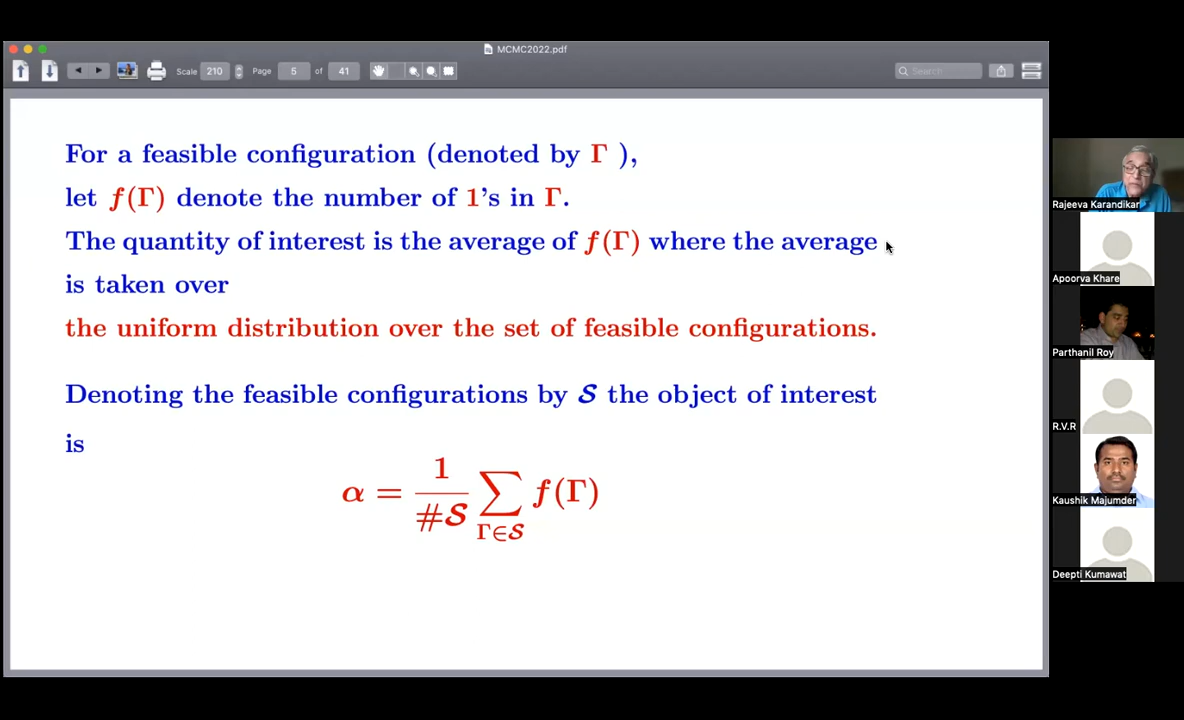 MCMC2022.pdf
Scale 210 Page 5 of 41 Search
For a feasible configuration (denoted by Γ ),
let f(Γ) denote the number of 1's in Γ.
The quantity of interest is the average of f(Γ) where the average
is taken over
the uniform distribution over the set of feasible configurations.
Denoting the feasible configurations by 𝓢 the object of interest
is
α = 1/#𝓢 ∑_{Γ∈𝓢} f(Γ)
Rajeeva Karandikar
Apoorva Khare
Parthanil Roy
R.V.R
Kaushik Majumder
Deepti Kumawat